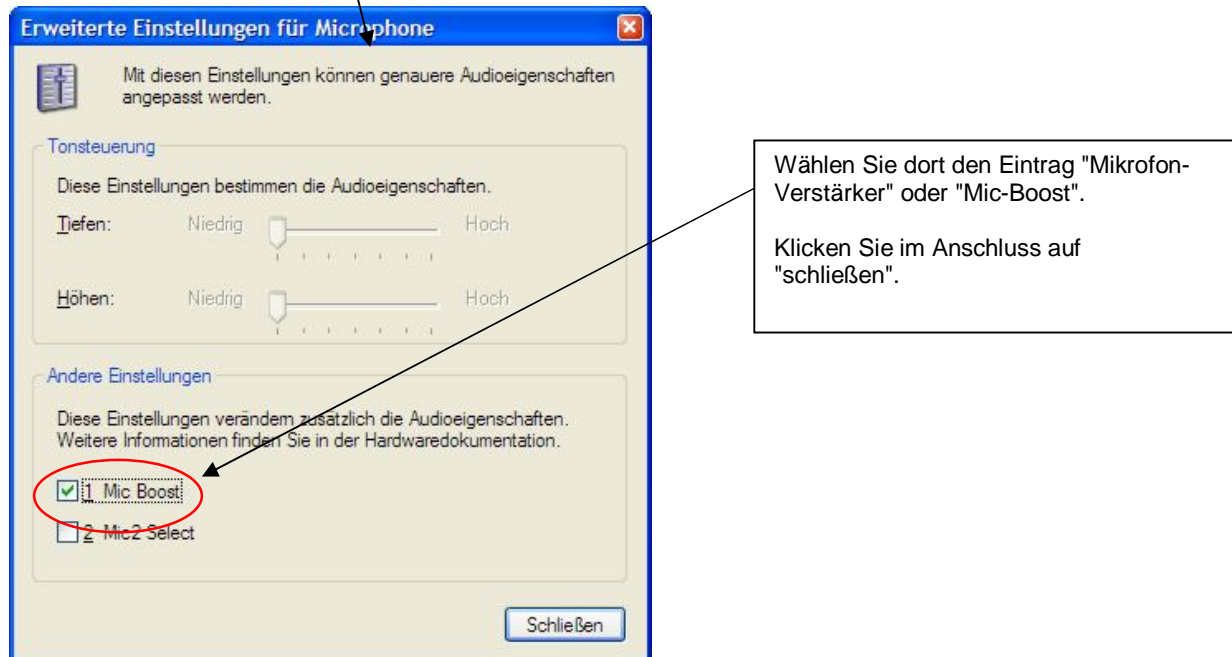 Erweiterte Einstellungen für Microphone
Mit diesen Einstellungen können genauere Audioeigenschaften
angepasst werden.
Tonsteuerung
Diese Einstellungen bestimmen die Audioeigenschaften.
Tiefen: Niedrig Hoch
Höhen: Niedrig Hoch
Andere Einstellungen
Diese Einstellungen verändern zusätzlich die Audioeigenschaften.
Weitere Informationen finden Sie in der Hardwaredokumentation.
1 Mic Boost
2 Mic2 Select
Schließen
Wählen Sie dort den Eintrag "Mikrofon-
Verstärker" oder "Mic-Boost".
Klicken Sie im Anschluss auf
"schließen".